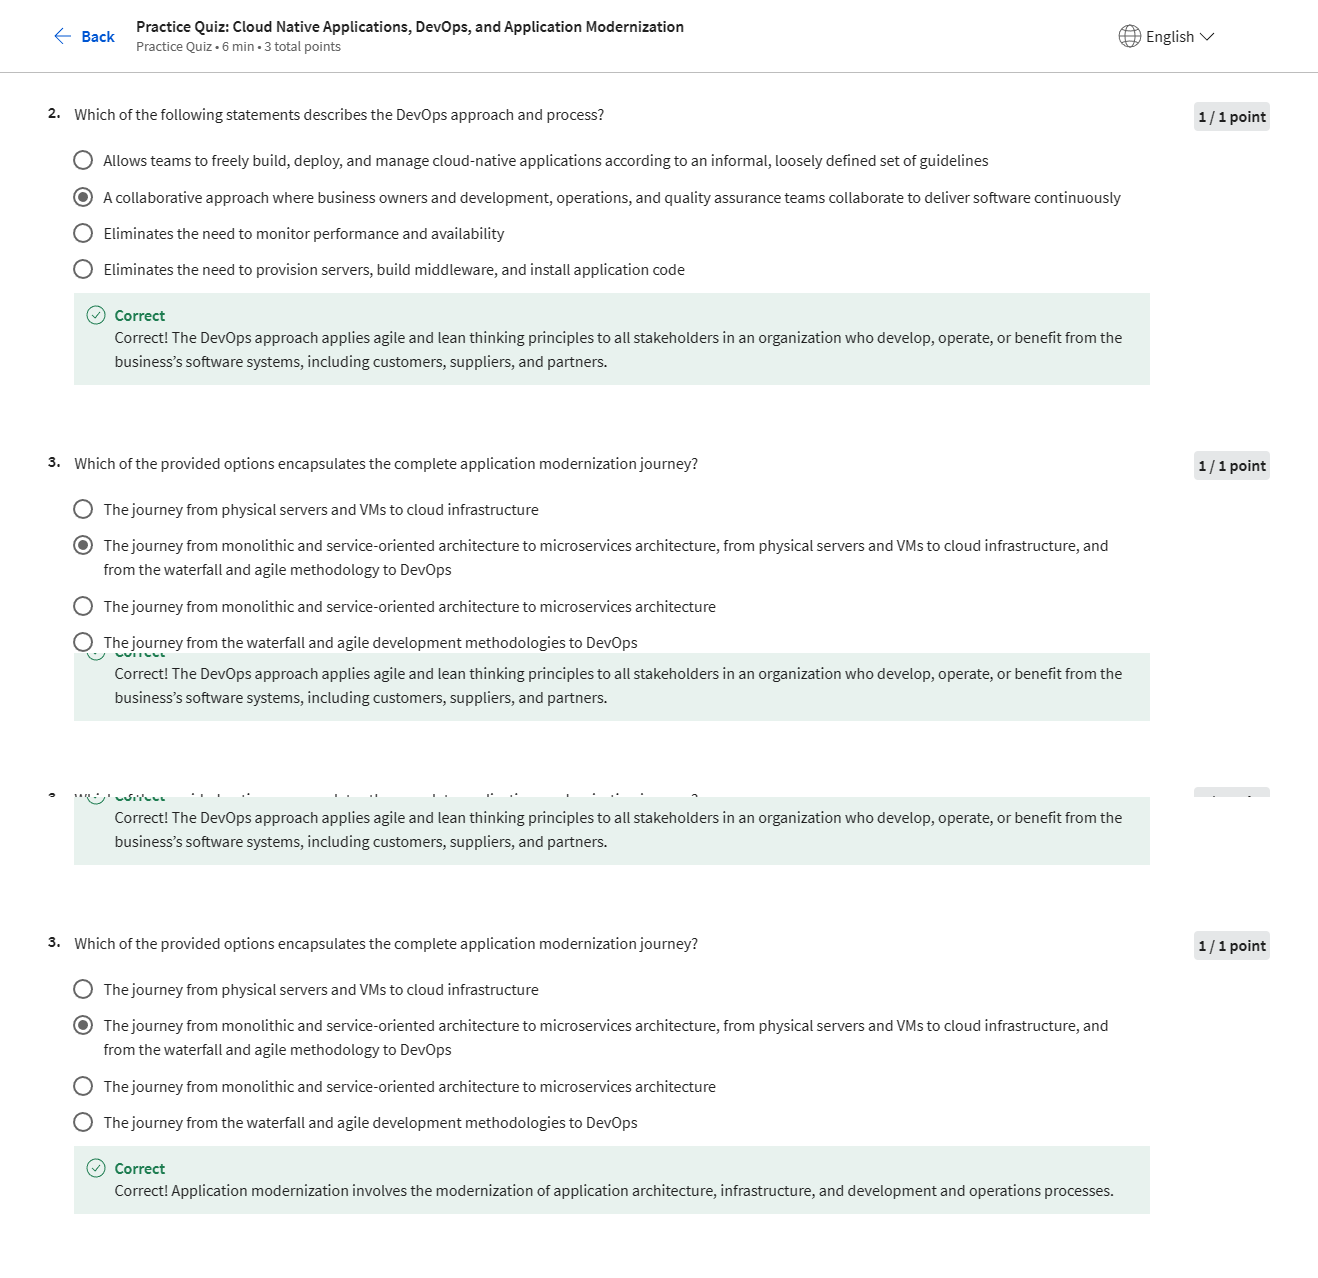 Back
Practice Quiz: Cloud Native Applications, DevOps, and Application Modernization
Practice Quiz • 6 min • 3 total points
English
2. Which of the following statements describes the DevOps approach and process?
1 / 1 point
Allows teams to freely build, deploy, and manage cloud-native applications according to an informal, loosely defined set of guidelines
A collaborative approach where business owners and development, operations, and quality assurance teams collaborate to deliver software continuously
Eliminates the need to monitor performance and availability
Eliminates the need to provision servers, build middleware, and install application code
Correct
Correct! The DevOps approach applies agile and lean thinking principles to all stakeholders in an organization who develop, operate, or benefit from the
business’s software systems, including customers, suppliers, and partners.
3. Which of the provided options encapsulates the complete application modernization journey?
1 / 1 point
The journey from physical servers and VMs to cloud infrastructure
The journey from monolithic and service-oriented architecture to microservices architecture, from physical servers and VMs to cloud infrastructure, and
from the waterfall and agile methodology to DevOps
The journey from monolithic and service-oriented architecture to microservices architecture
The journey from the waterfall and agile development methodologies to DevOps
Correct
Correct! The DevOps approach applies agile and lean thinking principles to all stakeholders in an organization who develop, operate, or benefit from the
business’s software systems, including customers, suppliers, and partners.
Correct
Correct! The DevOps approach applies agile and lean thinking principles to all stakeholders in an organization who develop, operate, or benefit from the
business’s software systems, including customers, suppliers, and partners.
3. Which of the provided options encapsulates the complete application modernization journey?
1 / 1 point
The journey from physical servers and VMs to cloud infrastructure
The journey from monolithic and service-oriented architecture to microservices architecture, from physical servers and VMs to cloud infrastructure, and
from the waterfall and agile methodology to DevOps
The journey from monolithic and service-oriented architecture to microservices architecture
The journey from the waterfall and agile development methodologies to DevOps
Correct
Correct! Application modernization involves the modernization of application architecture, infrastructure, and development and operations processes.